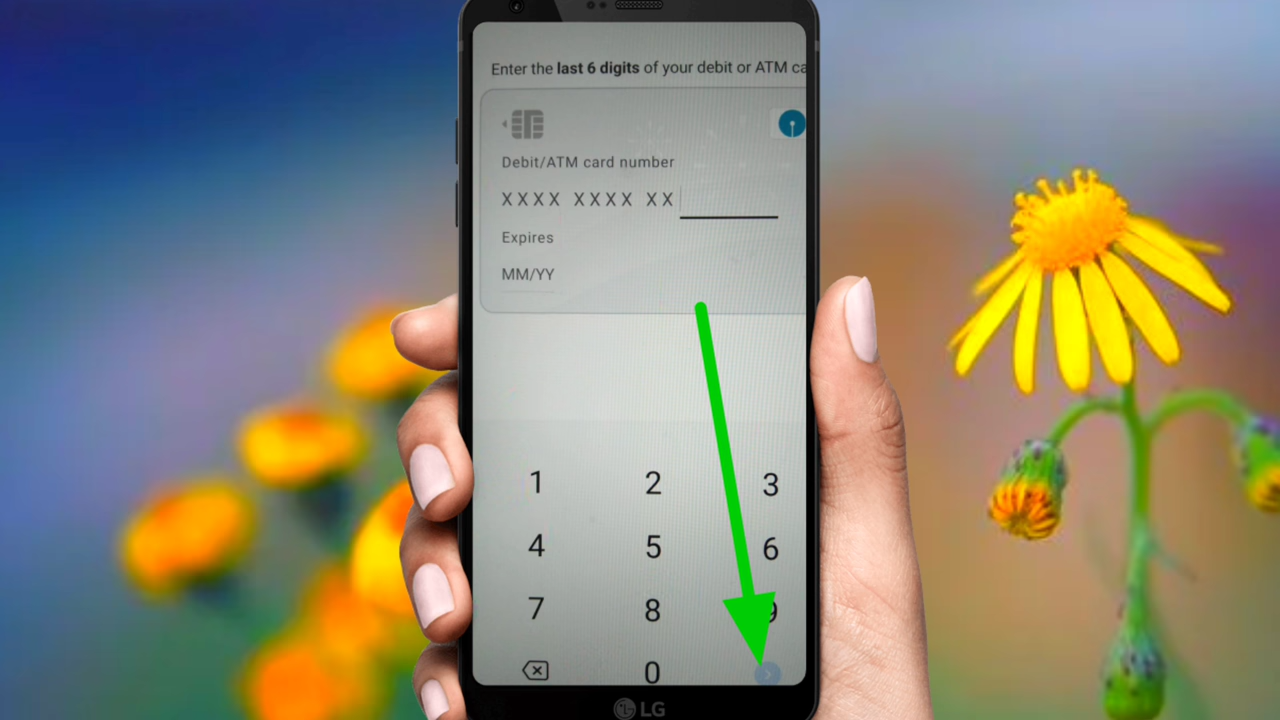 Enter the last 6 digits of your debit or ATM ca
Debit/ATM card number
XXXX XXXX XX
Expires
MM/YY
1 2 3
4 5 6
7 8 9
0
LG